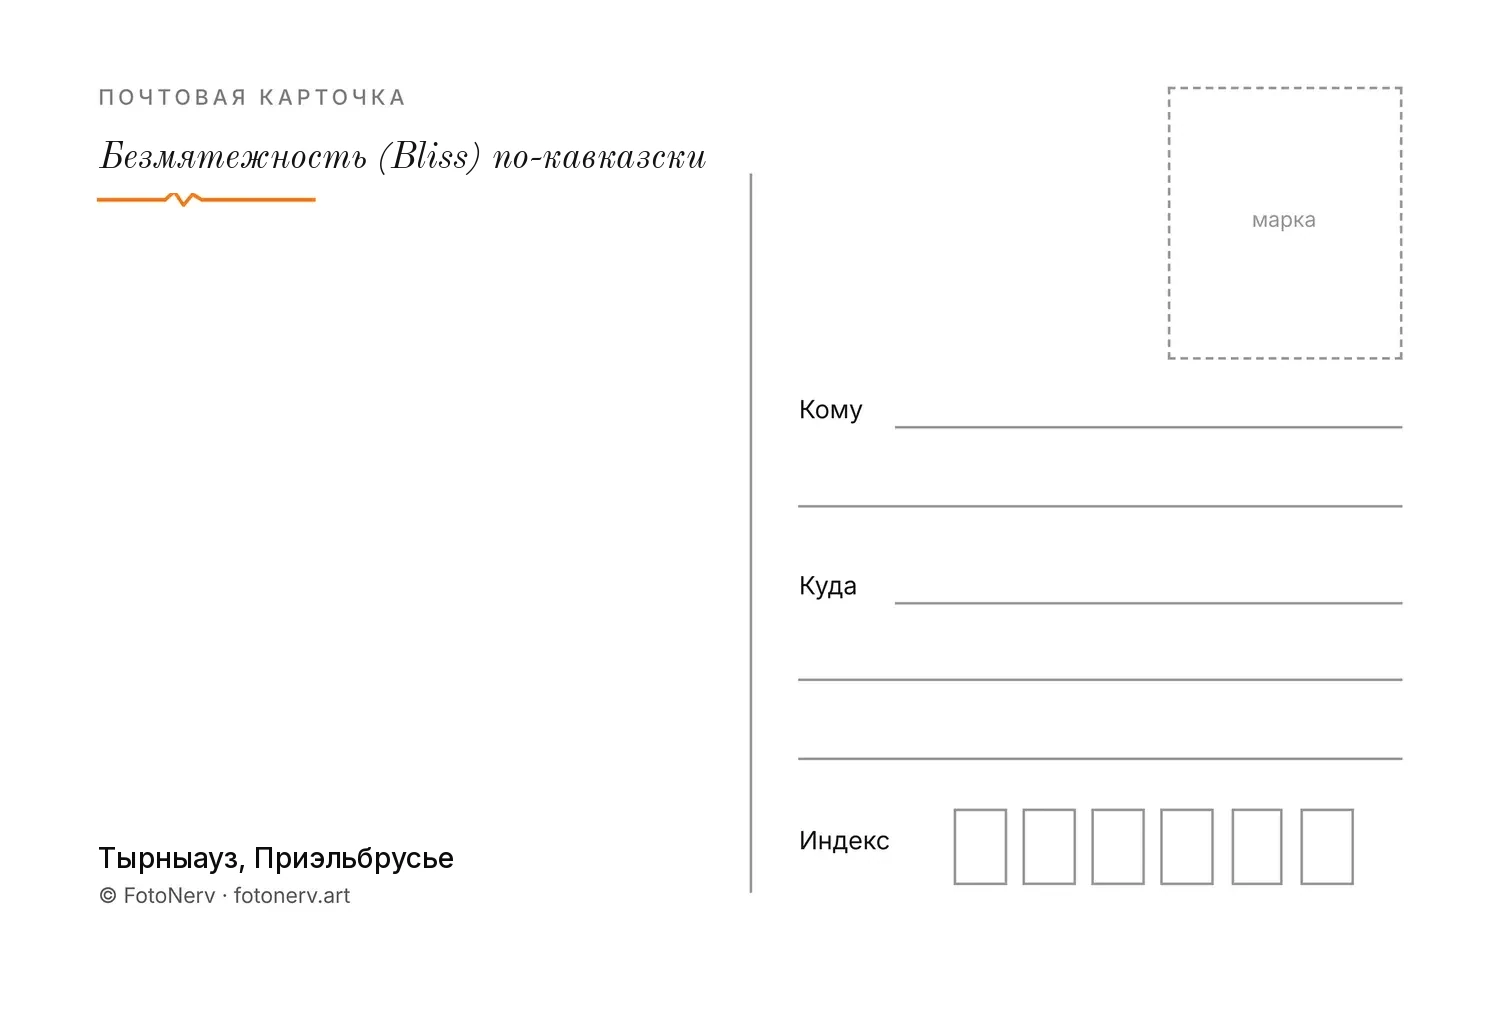 ПОЧТОВАЯ КАРТОЧКА
Безмятежность (Bliss) по-кавказски
марка
Кому
Куда
Индекс
Тырныауз, Приэльбрусье
© FotoNerv · fotonerv.art